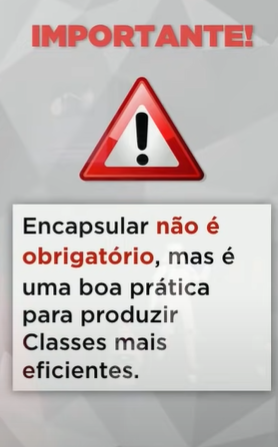 IMPORTANTE!
Encapsular não é
obrigatório, mas é
uma boa prática
para produzir
Classes mais
eficientes.